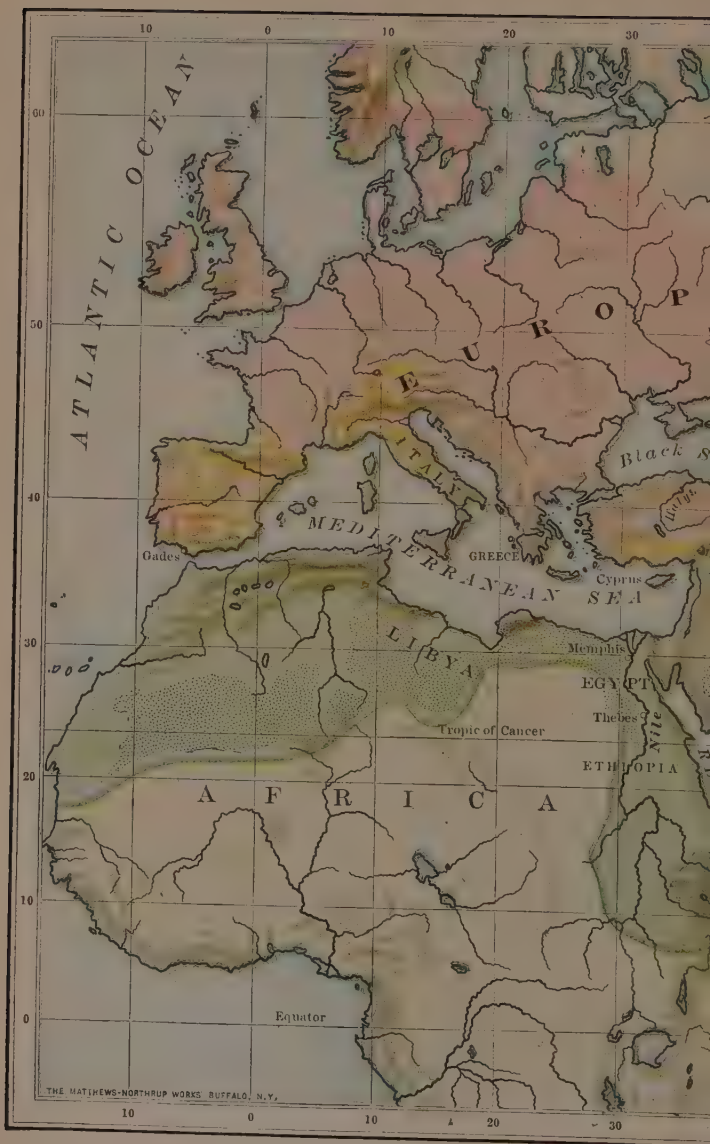 10 0 10 20 30
60
ATLANTIC OCEAN
EUROP
50
ITALY
Black S
Halys
40
MEDITERRANEAN SEA
Gades
GREECE
Cyprus
30
LIBYA
Memphis
EGYPT
Thebes
Nile
Tropic of Cancer
ETHIOPIA
20
AFRICA
10
0
Equator
THE MATTHEWS-NORTHRUP WORKS BUFFALO, N.Y.
10 0 10 20 30